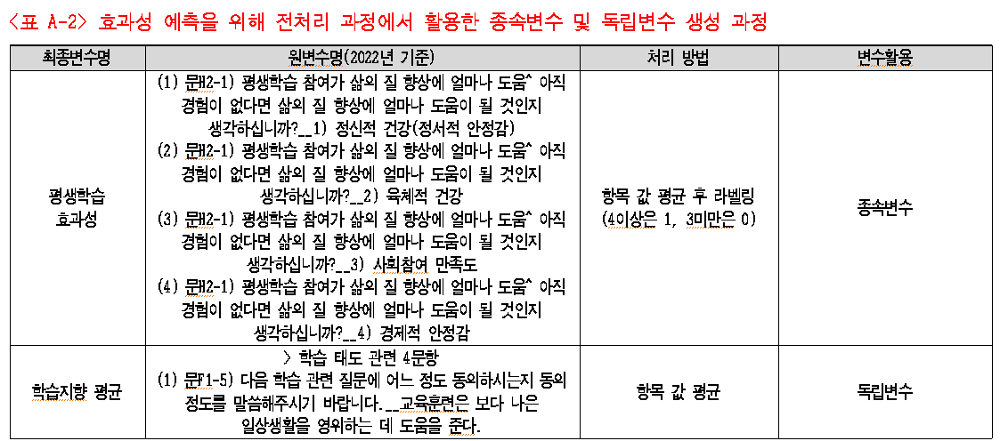 <표 A-2> 효과성 예측을 위해 전처리 과정에서 활용한 종속변수 및 독립변수 생성 과정
최종변수명
원변수명(2022년 기준)
처리 방법
변수활용
평생학습
효과성
(1) 문H2-1) 평생학습 참여가 삶의 질 향상에 얼마나 도움^ 아직
경험이 없다면 삶의 질 향상에 얼마나 도움이 될 것인지
생각하십니까?__1) 정신적 건강(정서적 안정감)
(2) 문H2-1) 평생학습 참여가 삶의 질 향상에 얼마나 도움^ 아직
경험이 없다면 삶의 질 향상에 얼마나 도움이 될 것인지
생각하십니까?__2) 육체적 건강
(3) 문H2-1) 평생학습 참여가 삶의 질 향상에 얼마나 도움^ 아직
경험이 없다면 삶의 질 향상에 얼마나 도움이 될 것인지
생각하십니까?__3) 사회참여 만족도
(4) 문H2-1) 평생학습 참여가 삶의 질 향상에 얼마나 도움^ 아직
경험이 없다면 삶의 질 향상에 얼마나 도움이 될 것인지
생각하십니까?__4) 경제적 안정감
항목 값 평균 후 라벨링
(4이상은 1, 3미만은 0)
종속변수
학습지향 평균
> 학습 태도 관련 4문항
(1) 문F1-5) 다음 학습 관련 질문에 어느 정도 동의하시는지 동의
정도를 말씀해주시기 바랍니다.__교육훈련은 보다 나은
일상생활을 영위하는 데 도움을 준다.
항목 값 평균
독립변수